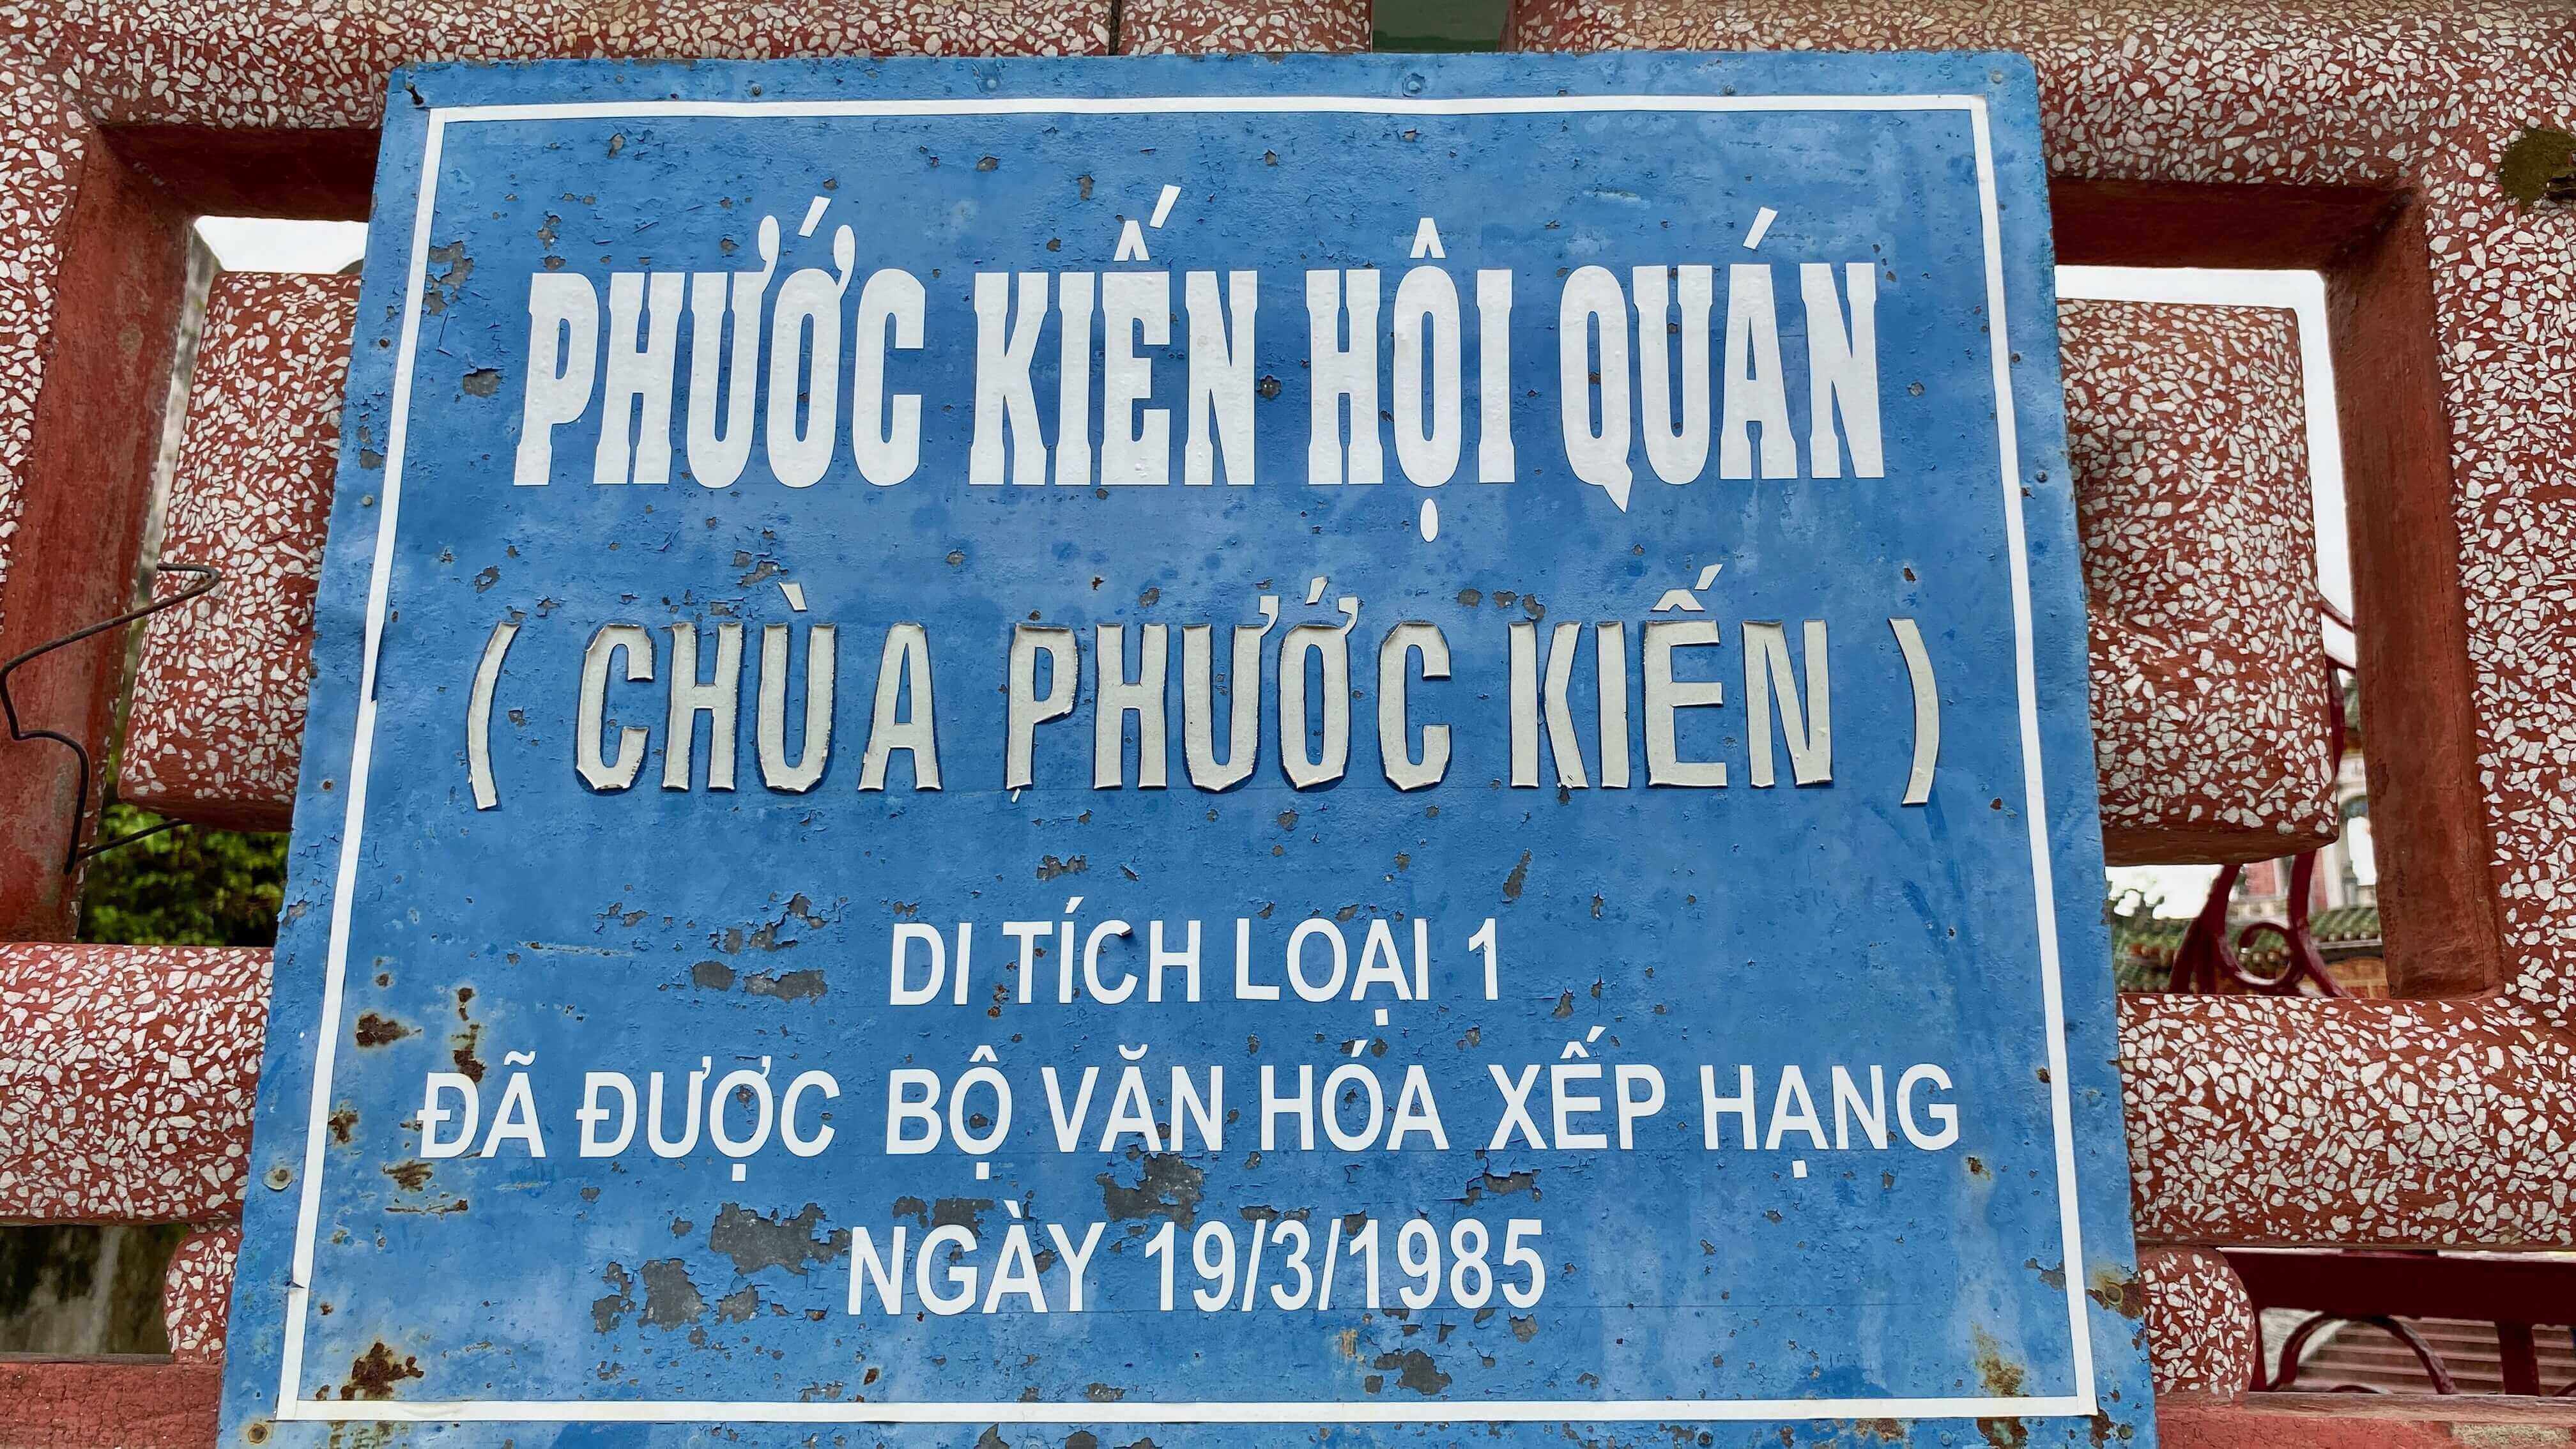 PHƯỚC KIẾN HỘI QUÁN
( CHÙA PHƯỚC KIẾN )
DI TÍCH LOẠI 1
ĐÃ ĐƯỢC BỘ VĂN HÓA XẾP HẠNG
NGÀY 19/3/1985